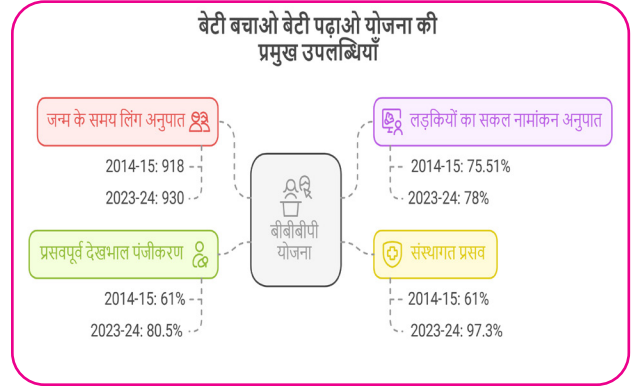 बेटी बचाओ बेटी पढ़ाओ योजना की
प्रमुख उपलब्धियाँ
जन्म के समय लिंग अनुपात
2014-15: 918
2023-24: 930
लड़कियों का सकल नामांकन अनुपात
2014-15: 75.51%
2023-24: 78%
बीबीबीपी
योजना
प्रसवपूर्व देखभाल पंजीकरण
2014-15: 61%
2023-24: 80.5%
संस्थागत प्रसव
2014-15: 61%
2023-24: 97.3%